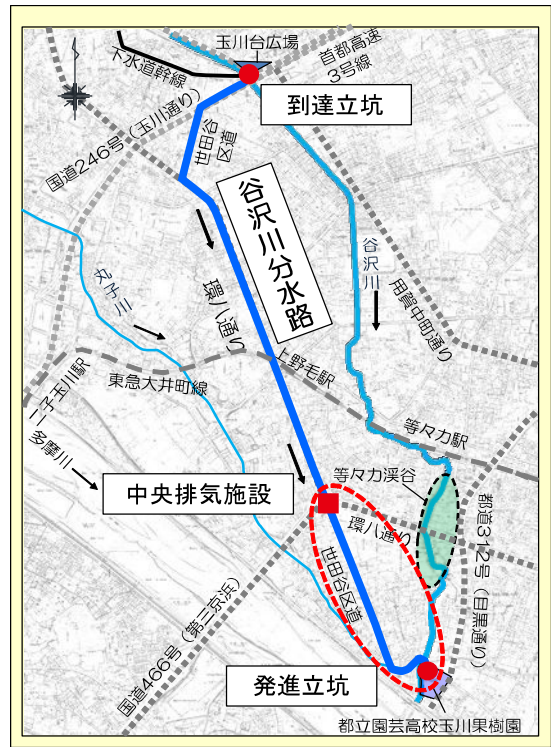 玉川台広場
首都高速
3号線
下水道幹線
到達立坑
国道246号（玉川通り）
世田谷
区道
谷沢川分水路
谷沢川
丸子川
環八通り
用賀中町通り
上野毛駅
東急大井町線
二子玉川駅
多摩川
等々力駅
等々力渓谷
中央排気施設
環八通り
都道312号（目黒通り）
世田谷区道
国道466号（第三京浜）
発進立坑
都立園芸高校玉川果樹園